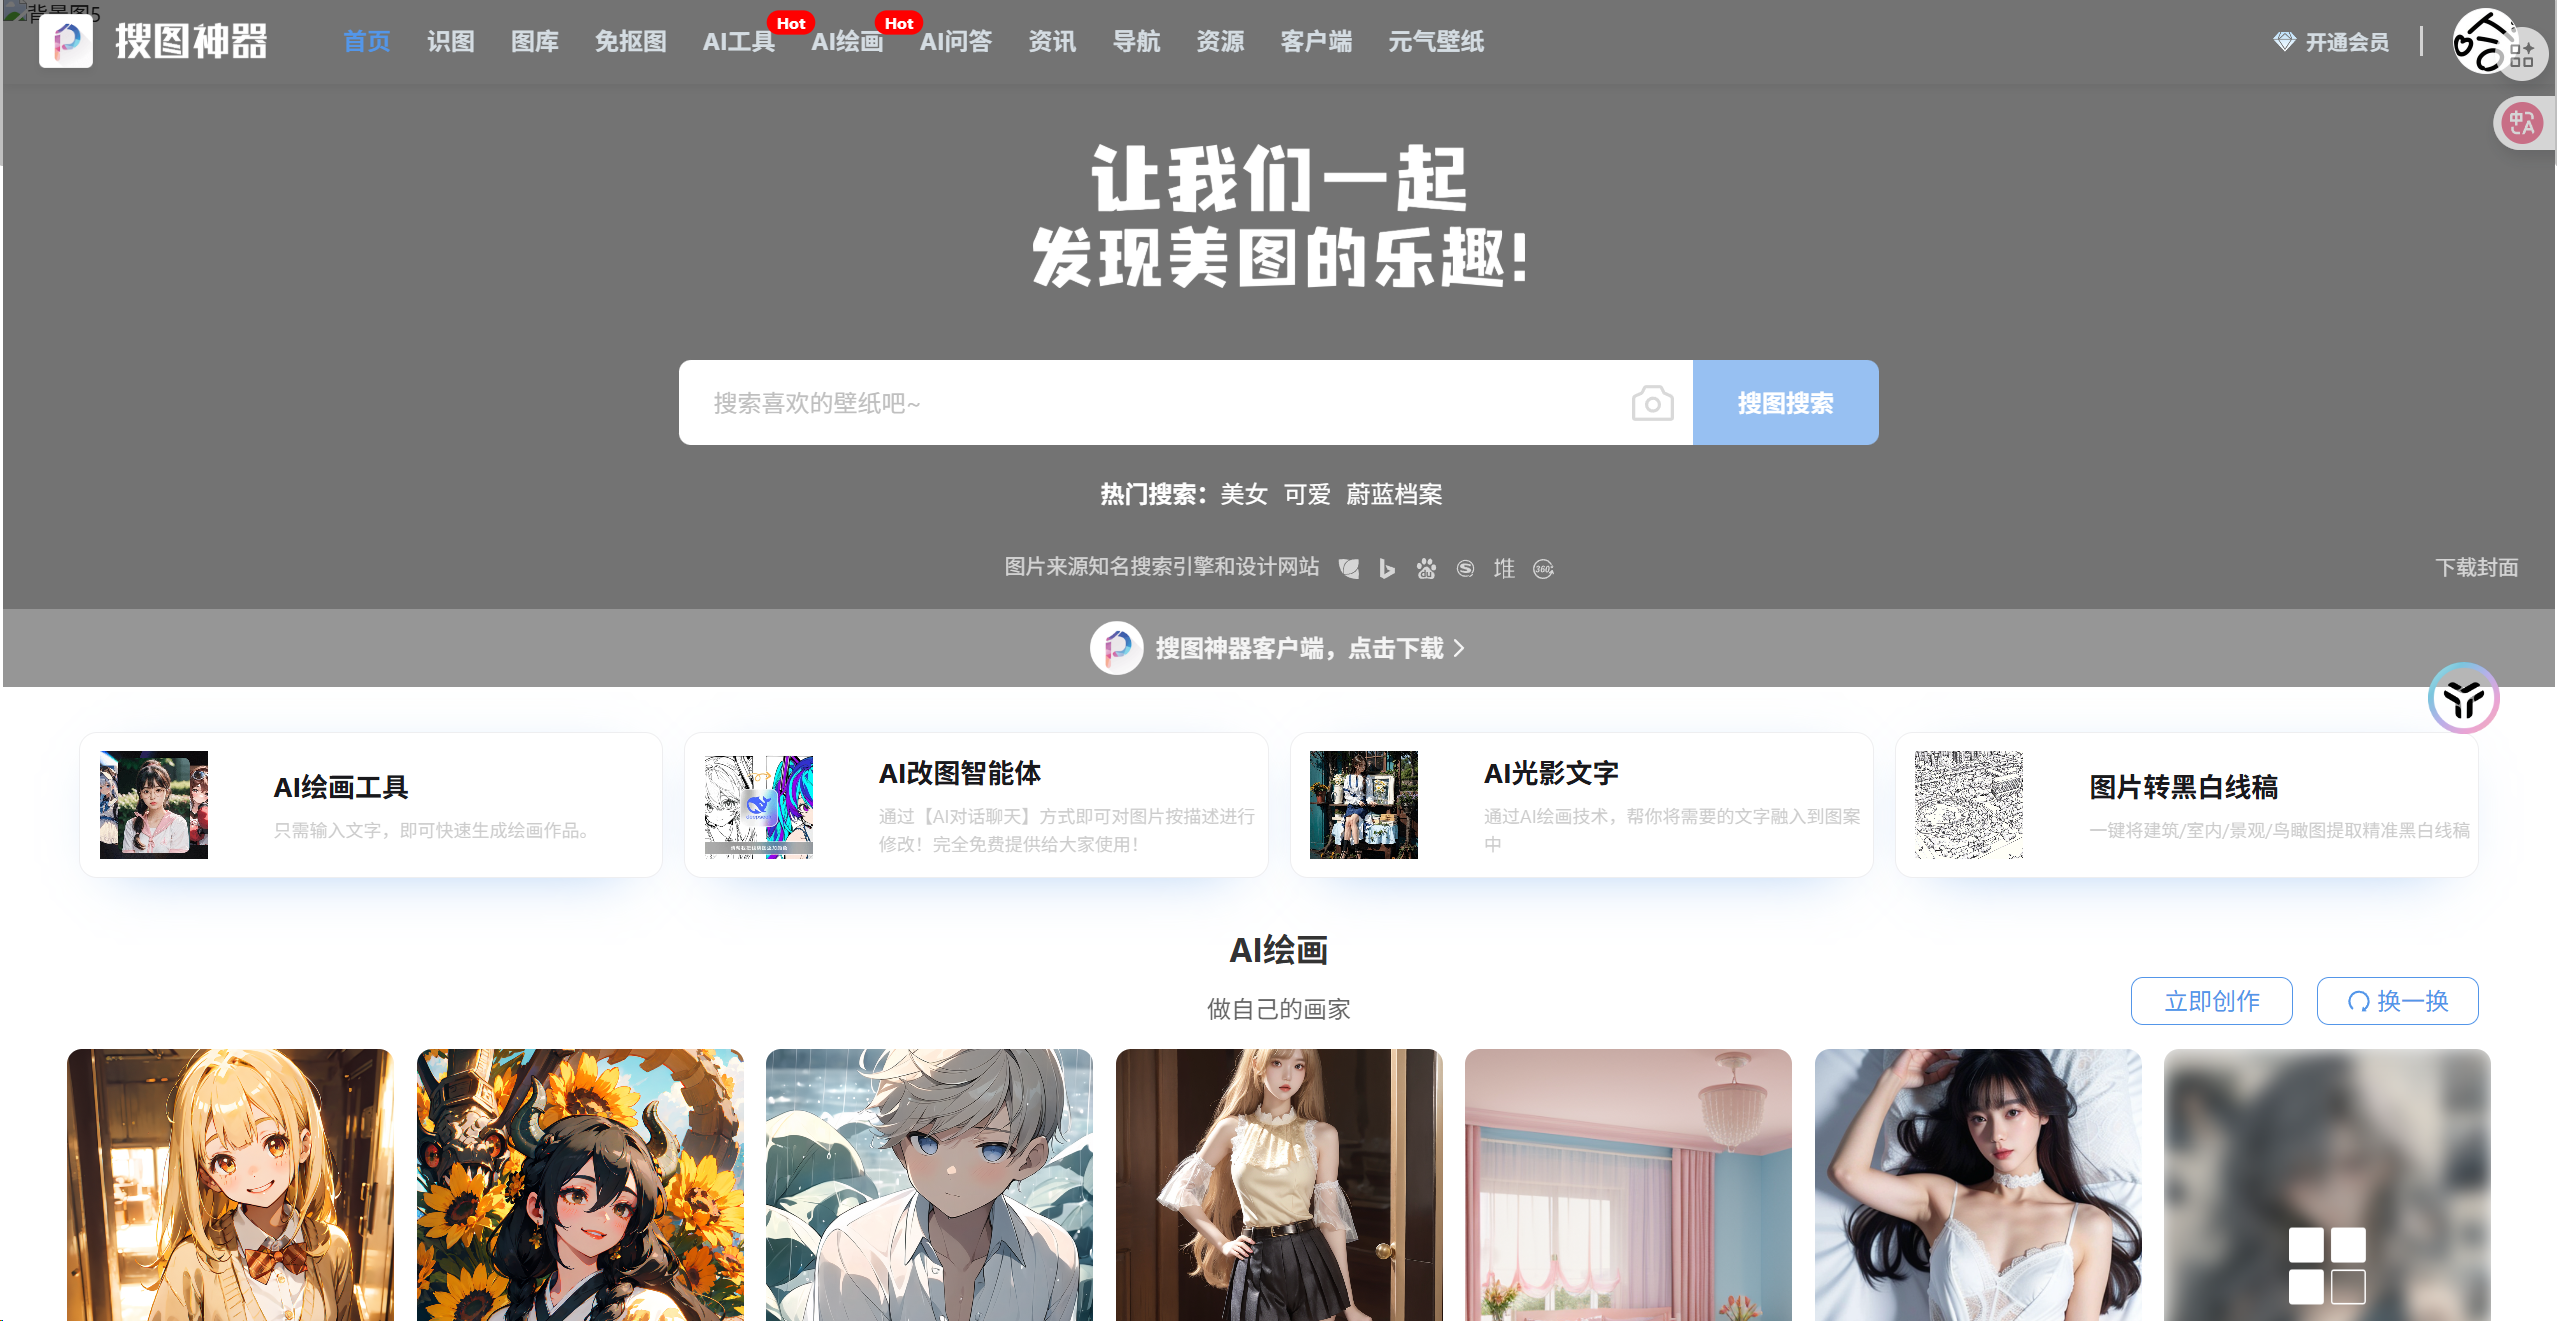 背景图5
搜图神器
首页 识图 图库 免抠图 AI工具 Hot AI绘画 Hot AI问答 资讯 导航 资源 客户端 元气壁纸
开通会员
让我们一起
发现美图的乐趣!
搜索喜欢的壁纸吧~
搜图搜索
热门搜索：美女 可爱 蔚蓝档案
图片来源知名搜索引擎和设计网站
堆
360
下载封面
搜图神器客户端，点击下载
AI绘画工具
只需输入文字，即可快速生成绘画作品。
AI改图智能体
通过【AI对话聊天】方式即可对图片按描述进行
修改！完全免费提供给大家使用！
AI光影文字
通过AI绘画技术，帮你将需要的文字融入到图案
中
图片转黑白线稿
一键将建筑/室内/景观/鸟瞰图提取精准黑白线稿
AI绘画
做自己的画家
立即创作
换一换